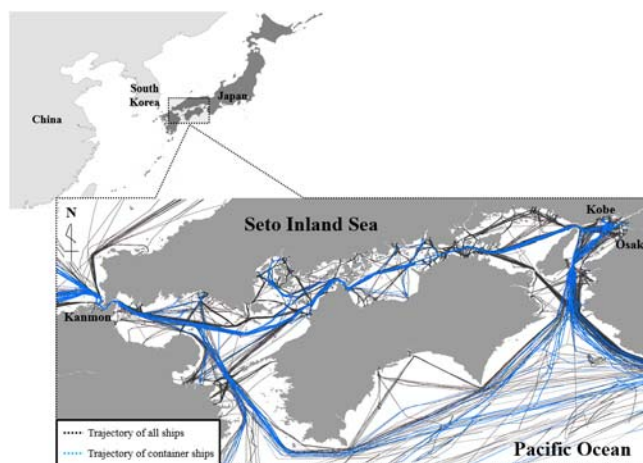 South
Korea
Japan
China
N
Seto Inland Sea
Kobe
Osak
Kanmon
Trajectory of all ships
Trajectory of container ships
Pacific Ocean